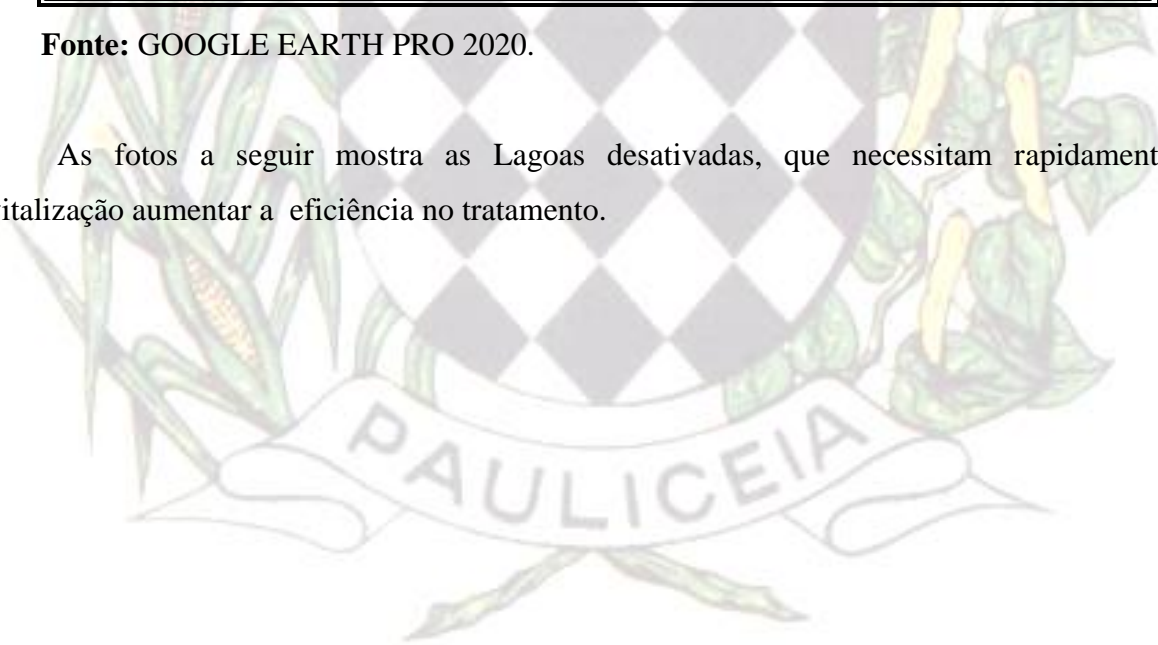 Fonte: GOOGLE EARTH PRO 2020.
As fotos a seguir mostra as Lagoas desativadas, que necessitam rapidament
italização aumentar a eficiência no tratamento.
PAULICEIA